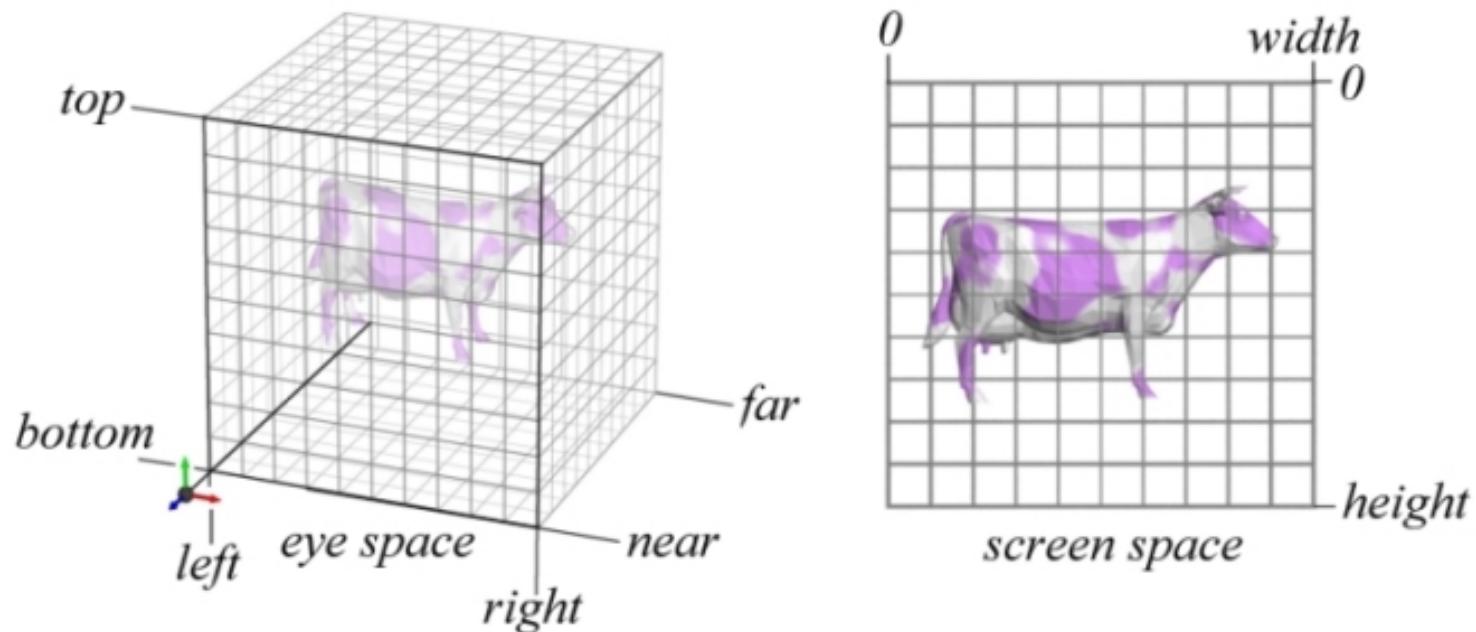 top
bottom
left
eye space
right
near
far
0
width
0
height
screen space